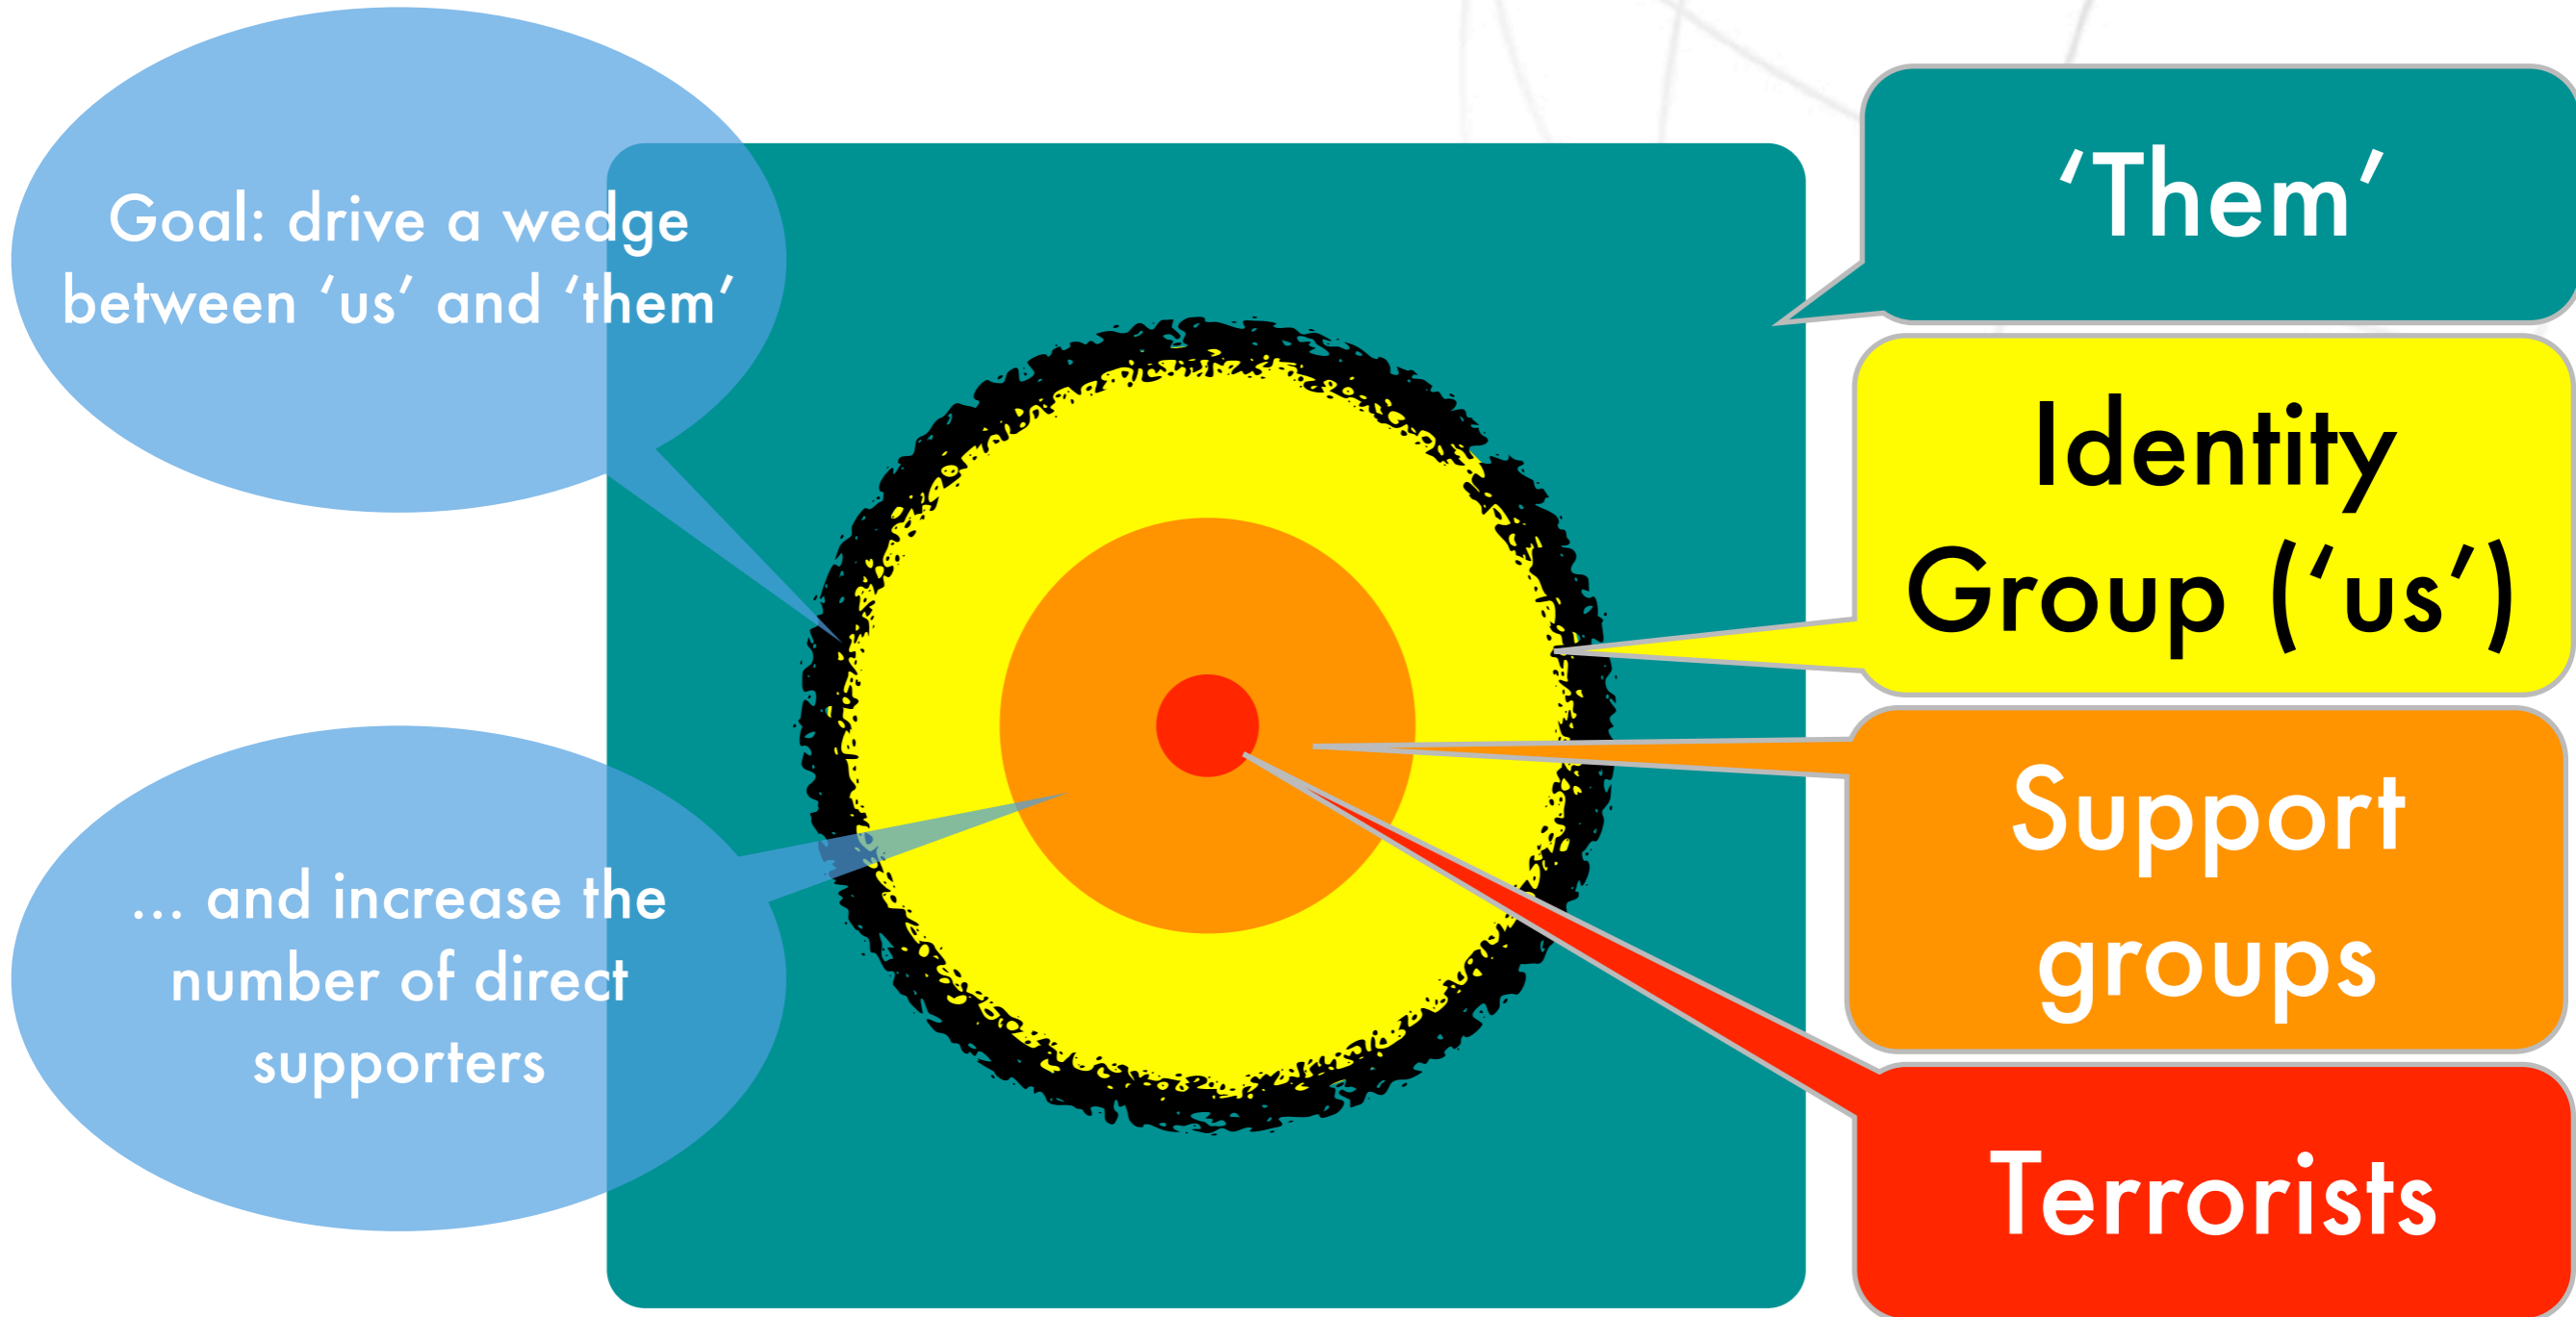 Goal: drive a wedge
between ‘us’ and ‘them’
… and increase the
number of direct
supporters
‘Them’
Identity
Group (‘us’)
Support
groups
Terrorists